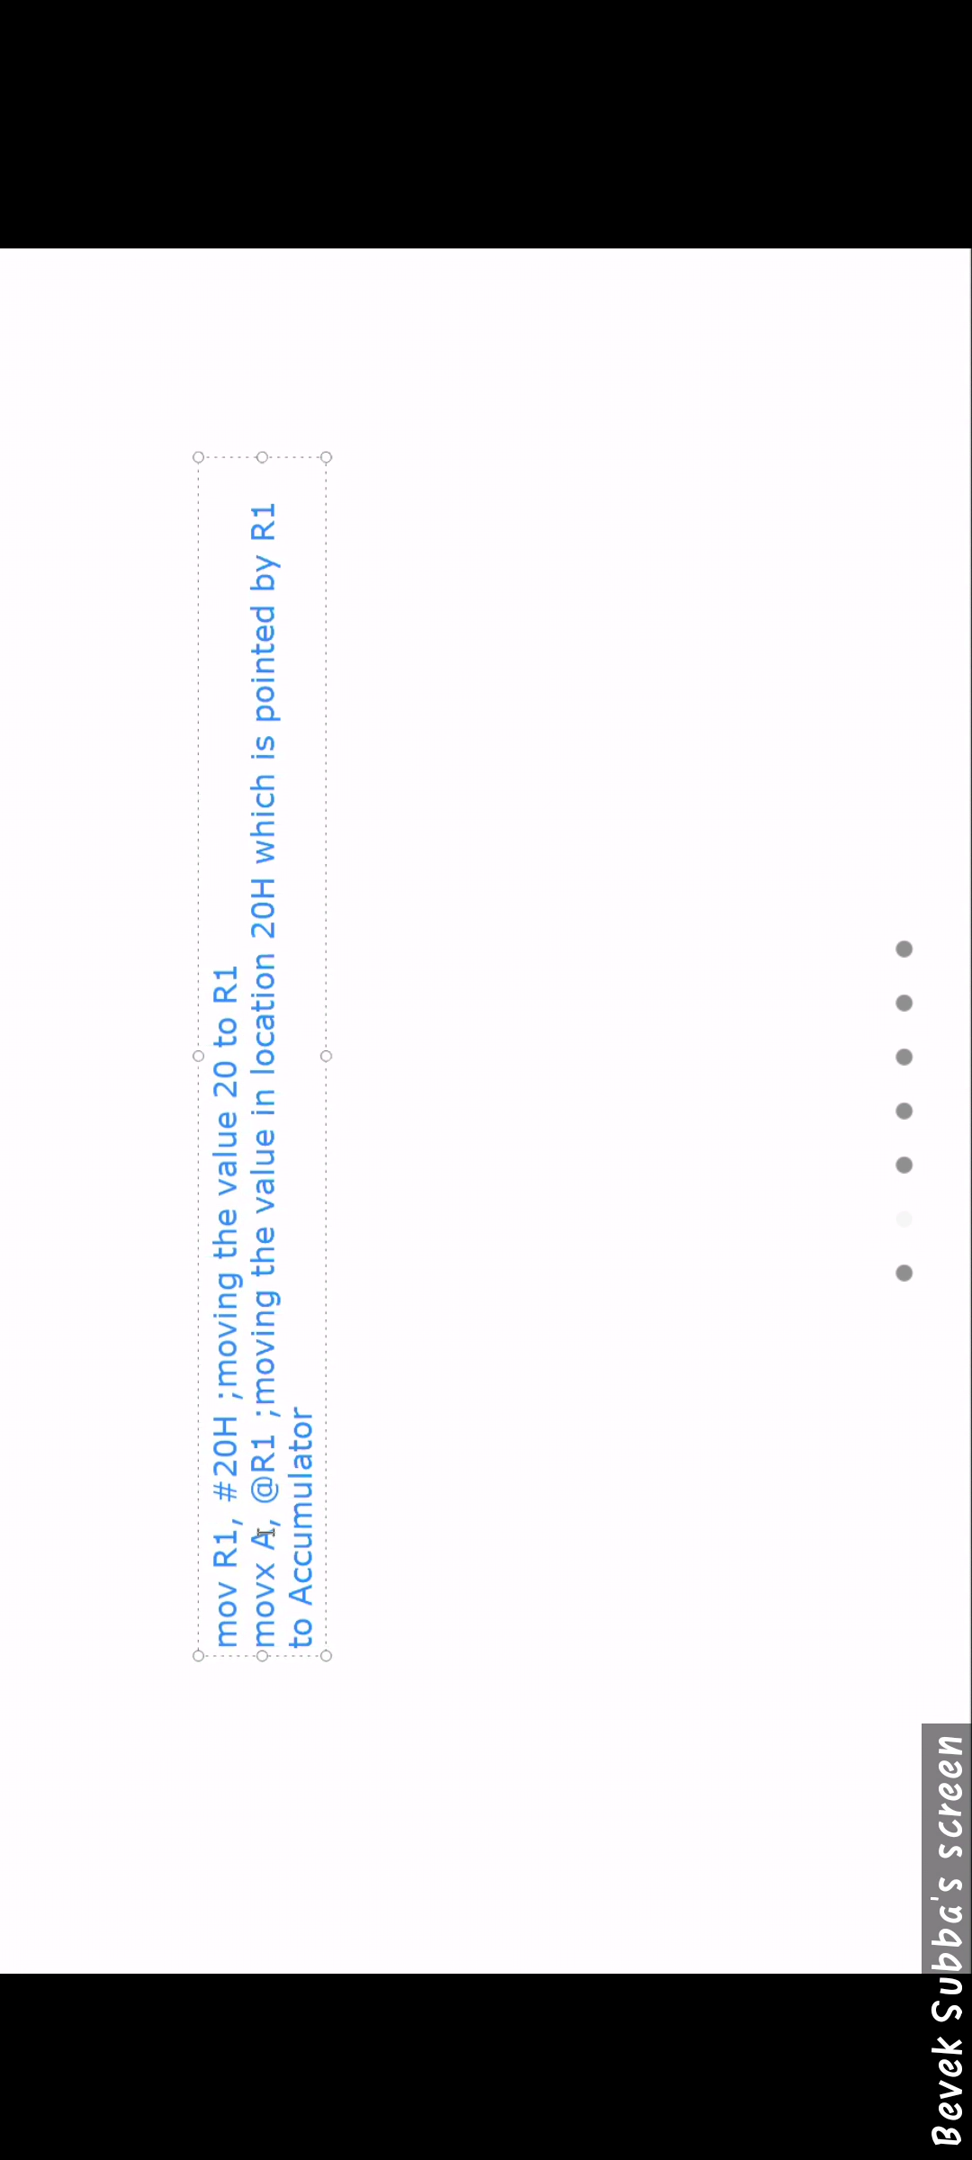 mov R1, #20H ;moving the value 20 to R1
movx A, @R1 ;moving the value in location 20H which is pointed by R1
to Accumulator
Bevek Subba's screen